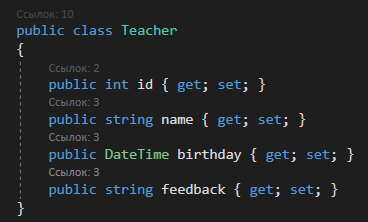 Ссылок: 10
public class Teacher
{
Ссылок: 2
public int id { get; set; }
Ссылок: 3
public string name { get; set; }
Ссылок: 3
public DateTime birthday { get; set; }
Ссылок: 3
public string feedback { get; set; }
}